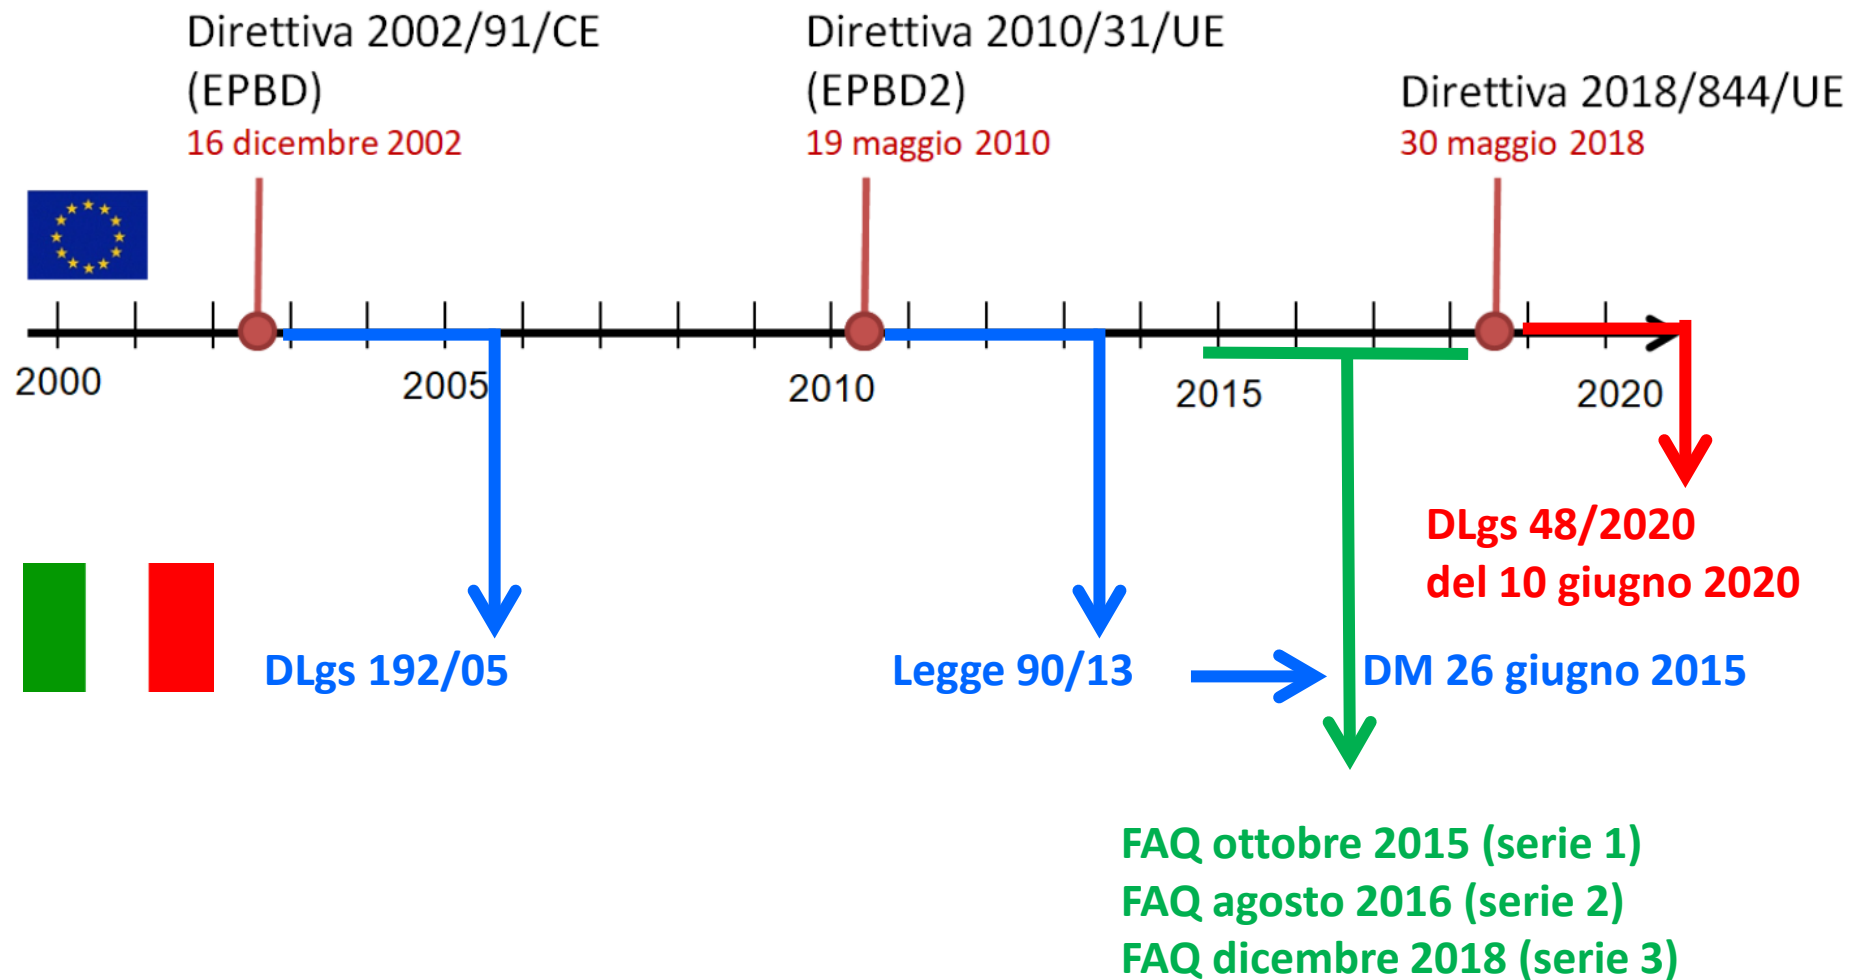 Direttiva 2002/91/CE
(EPBD)
16 dicembre 2002
Direttiva 2010/31/UE
(EPBD2)
19 maggio 2010
Direttiva 2018/844/UE
30 maggio 2018
2000
2005
2010
2015
2020
DLgs 48/2020
del 10 giugno 2020
DLgs 192/05
Legge 90/13
DM 26 giugno 2015
FAQ ottobre 2015 (serie 1)
FAQ agosto 2016 (serie 2)
FAQ dicembre 2018 (serie 3)